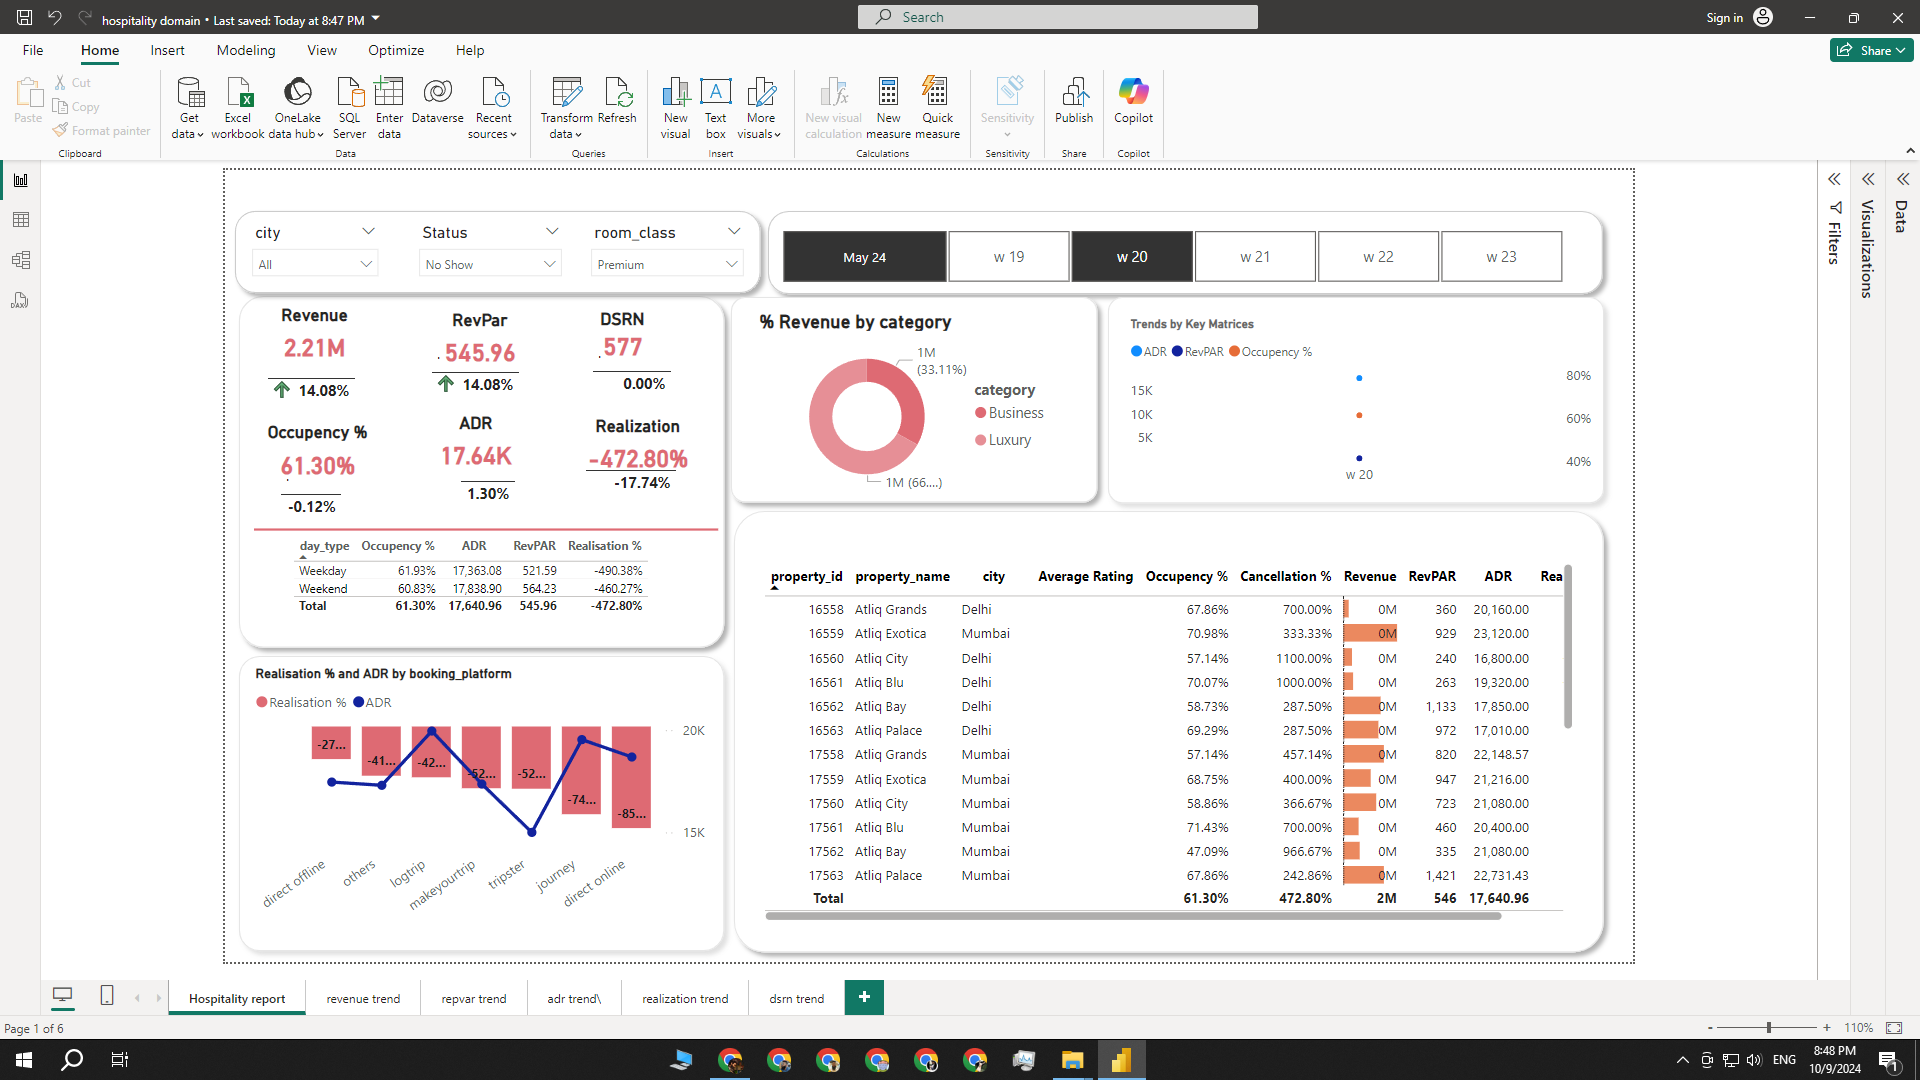 hospitality domain • Last saved: Today at 8:47 PM
Search
Sign in
File Home Insert Modeling View Optimize Help
Share
Paste
Cut
Copy
Format painter
Clipboard
Get data
Excel workbook
OneLake data hub
SQL Server
Enter data
Dataverse
Recent sources
Data
Transform data
Refresh
Queries
New visual
Text box
More visuals
Insert
New visual calculation
New measure
Quick measure
Calculations
Sensitivity
Sensitivity
Publish
Share
Copilot
Copilot
Filters
Visualizations
Data
city
All
Status
No Show
room_class
Premium
May 24 w 19 w 20 w 21 w 22 w 23
Revenue
2.21M
14.08%
RevPar
545.96
14.08%
DSRN
577
0.00%
Occupency %
61.30%
-0.12%
ADR
17.64K
1.30%
Realization
-472.80%
-17.74%
day_type Occupency % ADR RevPAR Realisation %
Weekday 61.93% 17,363.08 521.59 -490.38%
Weekend 60.83% 17,838.90 564.23 -460.27%
Total 61.30% 17,640.96 545.96 -472.80%
% Revenue by category
1M
(33.11%)
1M (66....)
category
Business
Luxury
Trends by Key Matrices
ADR RevPAR Occupency %
15K
10K
5K
80%
60%
40%
w 20
Realisation % and ADR by booking_platform
Realisation % ADR
-27... -41... -42... -52... -52... -74... -85...
20K
15K
direct offline others logtrip makeyourtrip tripster journey direct online
property_id property_name city Average Rating Occupency % Cancellation % Revenue RevPAR ADR Rea
16558 Atliq Grands Delhi 67.86% 700.00% 0M 360 20,160.00
16559 Atliq Exotica Mumbai 70.98% 333.33% 0M 929 23,120.00
16560 Atliq City Delhi 57.14% 1100.00% 0M 240 16,800.00
16561 Atliq Blu Delhi 70.07% 1000.00% 0M 263 19,320.00
16562 Atliq Bay Delhi 58.73% 287.50% 0M 1,133 17,850.00
16563 Atliq Palace Delhi 69.29% 287.50% 0M 972 17,010.00
17558 Atliq Grands Mumbai 57.14% 457.14% 0M 820 22,148.57
17559 Atliq Exotica Mumbai 68.75% 400.00% 0M 947 21,216.00
17560 Atliq City Mumbai 58.86% 366.67% 0M 723 21,080.00
17561 Atliq Blu Mumbai 71.43% 700.00% 0M 460 20,400.00
17562 Atliq Bay Mumbai 47.09% 966.67% 0M 335 21,080.00
17563 Atliq Palace Mumbai 67.86% 242.86% 0M 1,421 22,731.43
Total 61.30% 472.80% 2M 546 17,640.96
Hospitality report revenue trend repvar trend adr trend\ realization trend dsrn trend
Page 1 of 6
110%
ENG
8:48 PM
10/9/2024
1